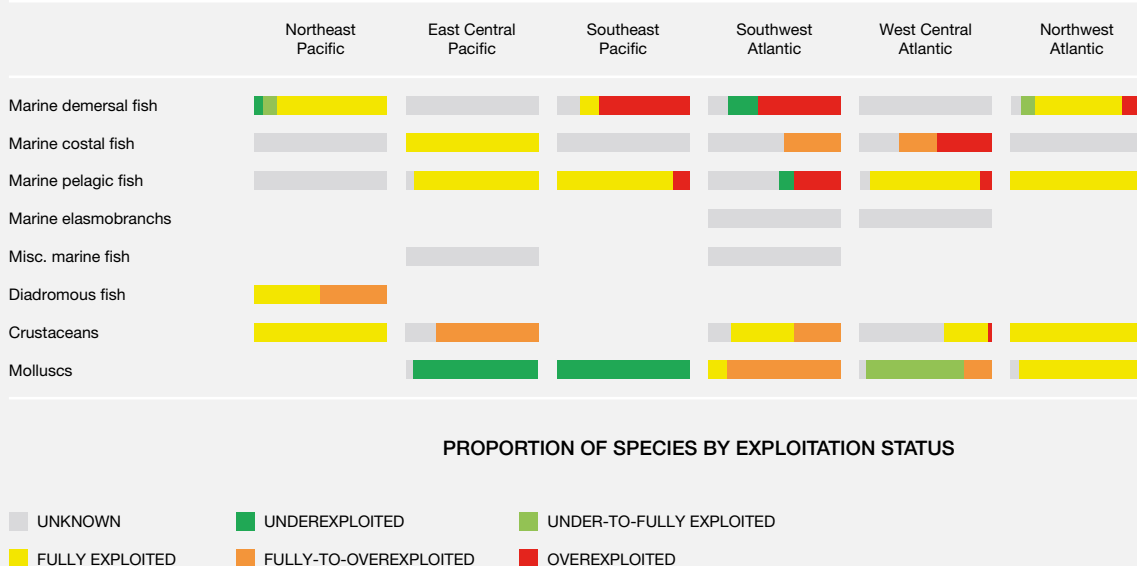 Northeast Pacific
East Central Pacific
Southeast Pacific
Southwest Atlantic
West Central Atlantic
Northwest Atlantic
Marine demersal fish
Marine costal fish
Marine pelagic fish
Marine elasmobranchs
Misc. marine fish
Diadromous fish
Crustaceans
Molluscs
PROPORTION OF SPECIES BY EXPLOITATION STATUS
UNKNOWN
UNDEREXPLOITED
UNDER-TO-FULLY EXPLOITED
FULLY EXPLOITED
FULLY-TO-OVEREXPLOITED
OVEREXPLOITED